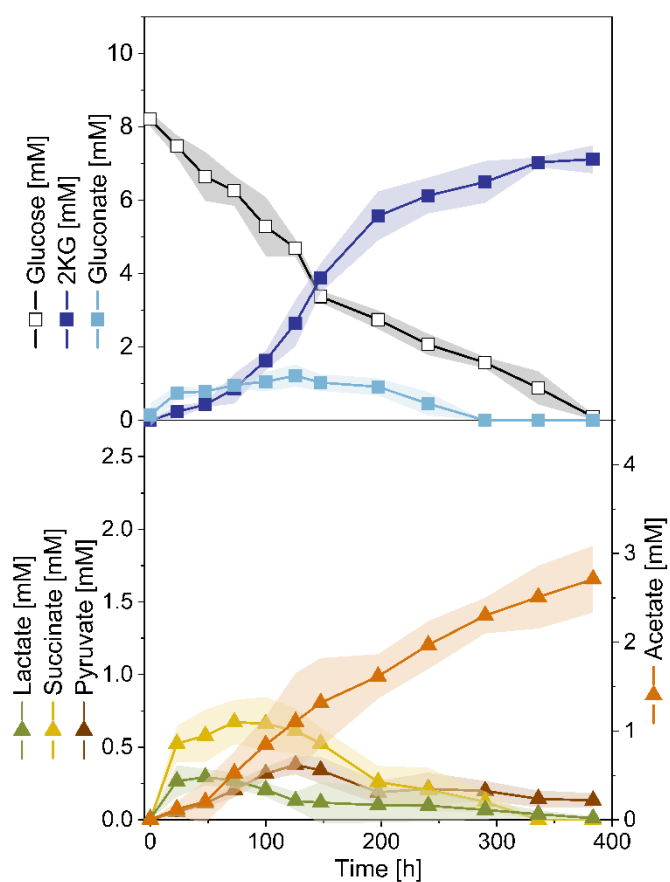 10
8
6
4
2
0
Glucose [mM]
2KG [mM]
Gluconate [mM]
2.5
2.0
1.5
1.0
0.5
0.0
Lactate [mM]
Succinate [mM]
Pyruvate [mM]
4
3
2
1
0
Acetate [mM]
0
100
200
300
400
Time [h]